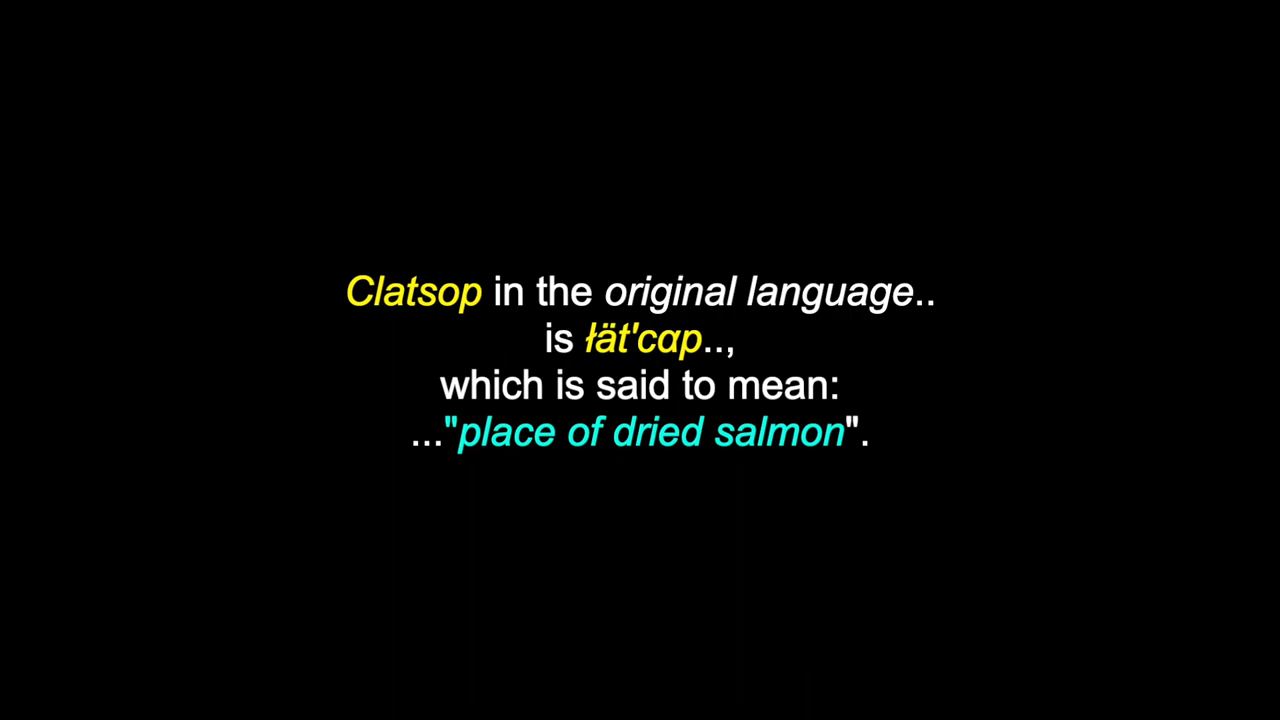 Clatsop in the original language..
is łät'cαp..,
which is said to mean:
..."place of dried salmon".